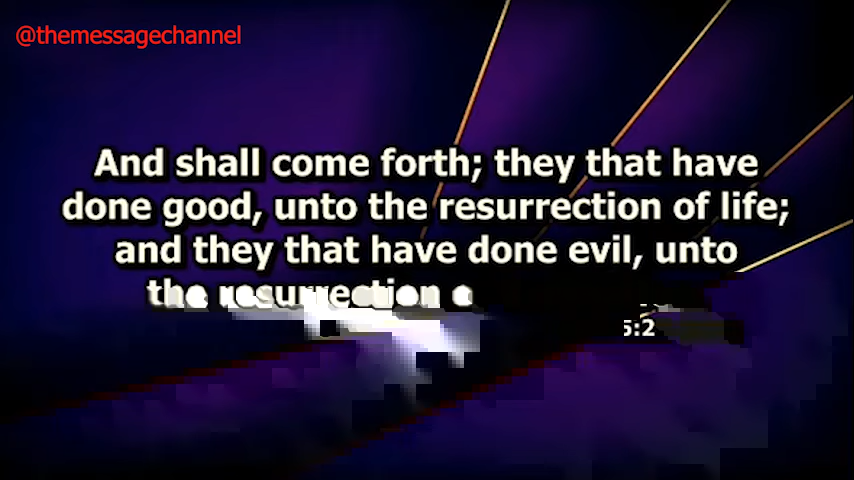 @themessagechannel
And shall come forth; they that have
done good, unto the resurrection of life;
and they that have done evil, unto
the resurrection
5:2